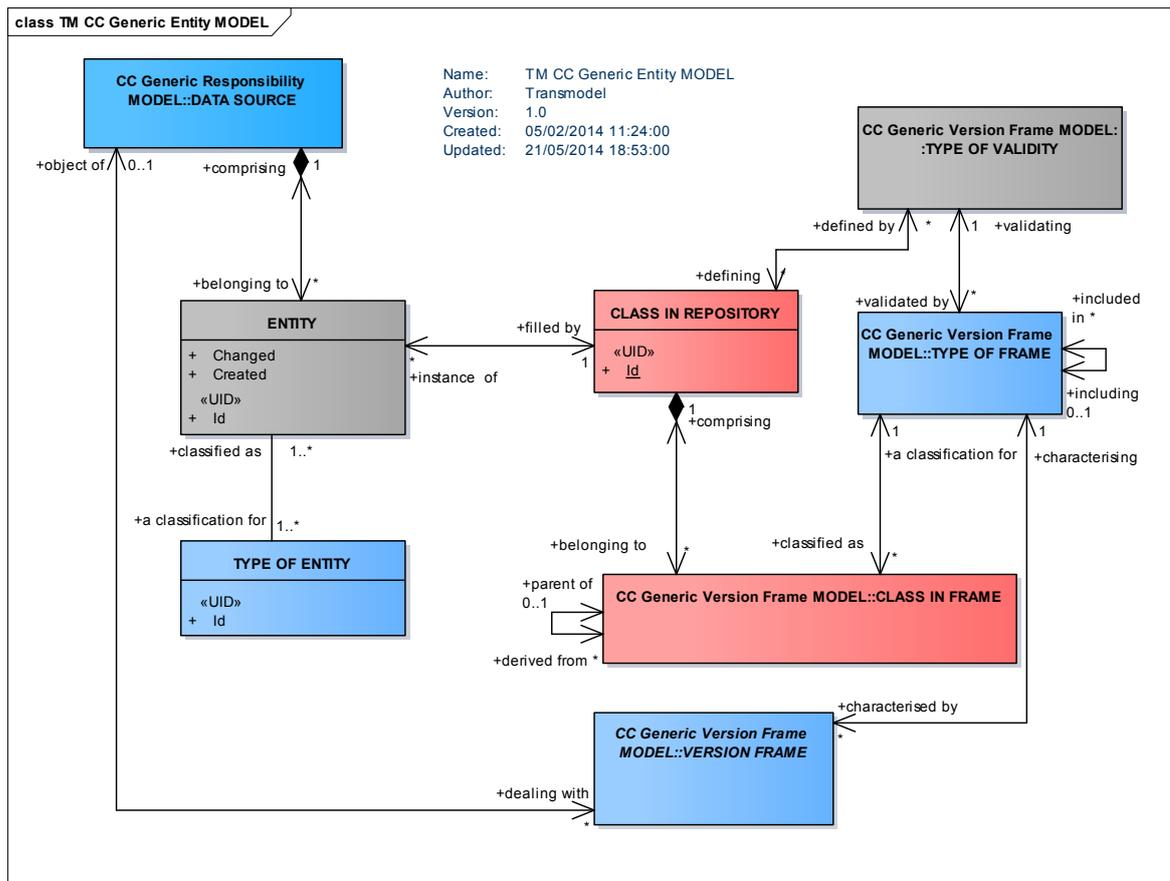 class TM CC Generic Entity MODEL
CC Generic Responsibility
MODEL::DATA SOURCE
Name: TM CC Generic Entity MODEL
Author: Transmodel
Version: 1.0
Created: 05/02/2014 11:24:00
Updated: 21/05/2014 18:53:00
CC Generic Version Frame MODEL:
:TYPE OF VALIDITY
+object of 0..1
+comprising 1
+defined by *
1 +validating
+defining *
+belonging to *
+validated by *
+included
in *
ENTITY
+ Changed
+ Created
«UID»
+ Id
+filled by
1
*
+instance of
CLASS IN REPOSITORY
«UID»
+ Id
CC Generic Version Frame
MODEL::TYPE OF FRAME
+including
0..1
1
+comprising
+classified as 1..*
1
+a classification for
1
+characterising
+a classification for 1..*
TYPE OF ENTITY
«UID»
+ Id
+belonging to *
+classified as *
+parent of
0..1
CC Generic Version Frame MODEL::CLASS IN FRAME
+derived from *
+characterised by
*
CC Generic Version Frame
MODEL::VERSION FRAME
+dealing with
*